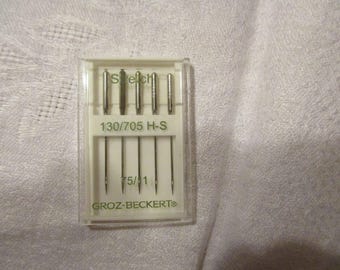 Stretch
130/705 H-S
75/11
GROZ-BECKERT®